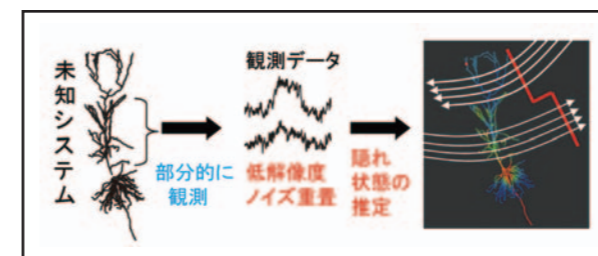 未知システム
部分的に
観測
観測データ
低解像度
ノイズ重畳
隠れ
状態の
推定